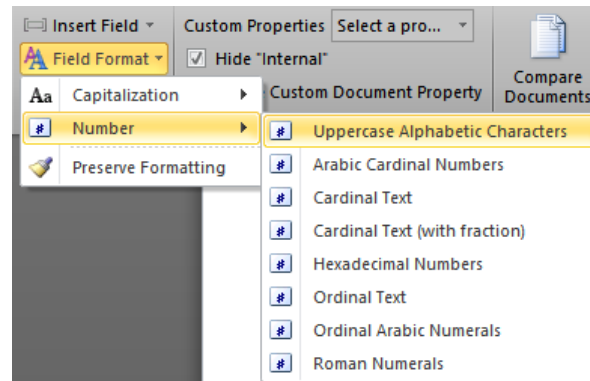 Insert Field
Custom Properties Select a pro...
Field Format
Hide "Internal"
Custom Document Property
Compare
Documents
Aa Capitalization
# Number
Preserve Formatting
# Uppercase Alphabetic Characters
# Arabic Cardinal Numbers
# Cardinal Text
# Cardinal Text (with fraction)
# Hexadecimal Numbers
# Ordinal Text
# Ordinal Arabic Numerals
# Roman Numerals